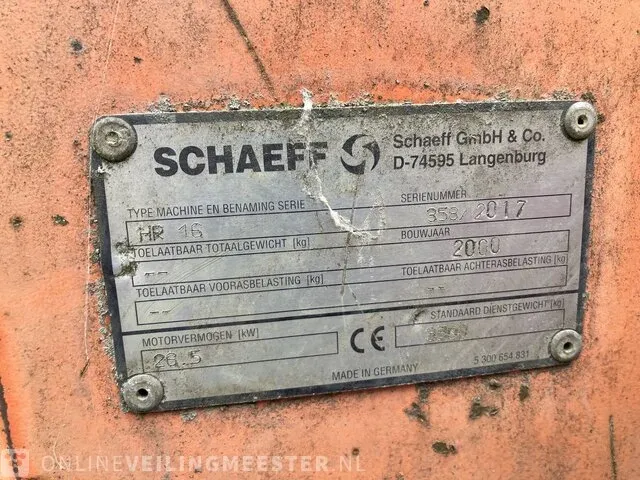 SCHAEFF
Schaeff GmbH & Co.
D-74595 Langenburg
TYPE MACHINE EN BENAMING SERIE
SERIENUMMER
HR 16
358/2017
TOELAATBAAR TOTAALGEWICHT [kg]
BOUWJAAR
--
2000
TOELAATBAAR VOORASBELASTING [kg]
TOELAATBAAR ACHTERASBELASTING [kg]
--
--
MOTORVERMOGEN [kW]
STANDAARD DIENSTGEWICHT [kg]
26.5
CE
MADE IN GERMANY
5 300 654 831
ONLINEVEILINGMEESTER.NL